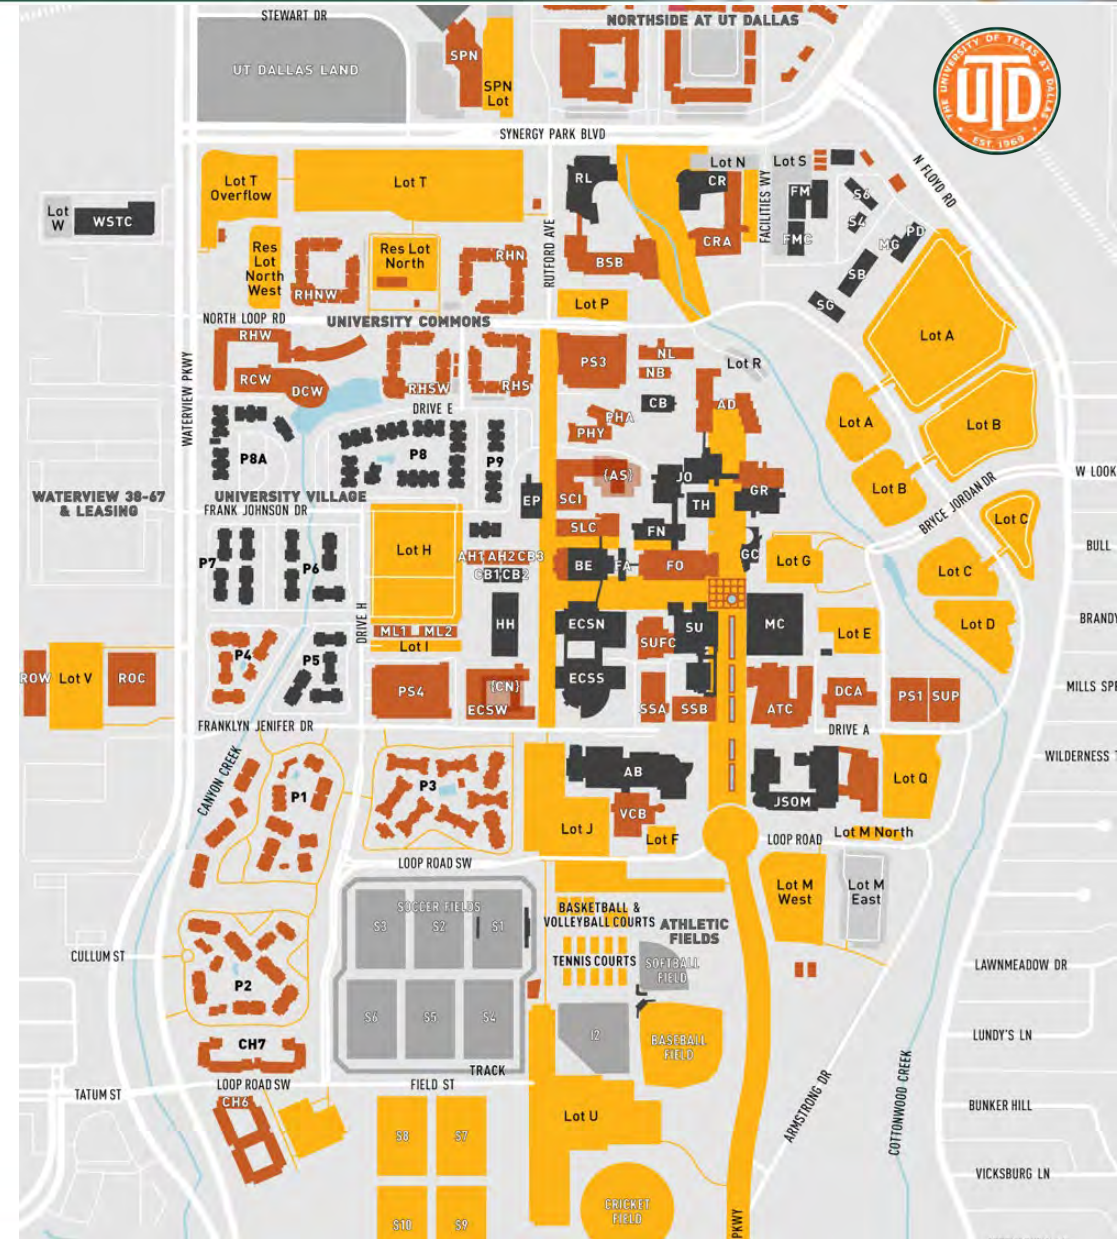 STEWART DR
NORTHSIDE AT UT DALLAS
UT DALLAS LAND
SPN
SPN
Lot
THE UNIVERSITY OF TEXAS AT DALLAS
UTD
EST. 1969
SYNERGY PARK BLVD
Lot T
Overflow
Lot T
RL
Lot N
CR
Lot S
FM
S6
S4
N FLOYD RD
Lot
W
WSTC
RUTFORD AVE
FACILITIES WY
CRA
FMC
PD
MG
Res
Lot
North
West
Res Lot
North
RHNW
RHN
BSB
SB
SG
Lot P
NORTH LOOP RD
UNIVERSITY COMMONS
RHW
WATERVIEW PKWY
RCW
DCW
RHSW
RHS
DRIVE E
PS3
NL
NB
Lot R
CB
AD
PHA
PHY
Lot A
Lot A
Lot B
Lot B
P8A
P8
P9
{AS}
JO
GR
SCI
EP
TH
W LOOK
WATERVIEW 38-67
& LEASING
UNIVERSITY VILLAGE
FRANK JOHNSON DR
BRYCE JORDAN DR
Lot C
SLC
FN
P7
P6
Lot H
AH1 AH2 CB3
CB1 CB2
BE
FA
FO
GC
Lot G
Lot C
BULL
DRIVE H
HH
ECSN
SU
SUFC
MC
Lot E
Lot D
BRANDY
ML1
ML2
Lot I
P4
P5
ROW
Lot V
ROC
PS4
{CN}
ECSW
ECSS
SSA
SSB
ATC
DCA
PS1
SUP
MILLS SPE
FRANKLYN JENIFER DR
DRIVE A
CANYON CREEK
P1
P3
AB
VCB
JSOM
Lot Q
WILDERNESS T
Lot J
Lot F
LOOP ROAD
Lot M North
LOOP ROAD SW
Lot M
West
Lot M
East
SOCCER FIELDS
S3
S2
S1
BASKETBALL &
VOLLEYBALL COURTS
ATHLETIC
FIELDS
CULLUM ST
TENNIS COURTS
SOFTBALL
FIELD
LAWNMEADOW DR
P2
S6
S5
S4
I2
BASEBALL
FIELD
LUNDY'S LN
CH7
TRACK
LOOP ROAD SW
FIELD ST
TATUM ST
CH6
Lot U
ARMSTRONG DR
COTTONWOOD CREEK
BUNKER HILL
S8
S7
VICKSBURG LN
S10
S9
CRICKET
FIELD
PKWY